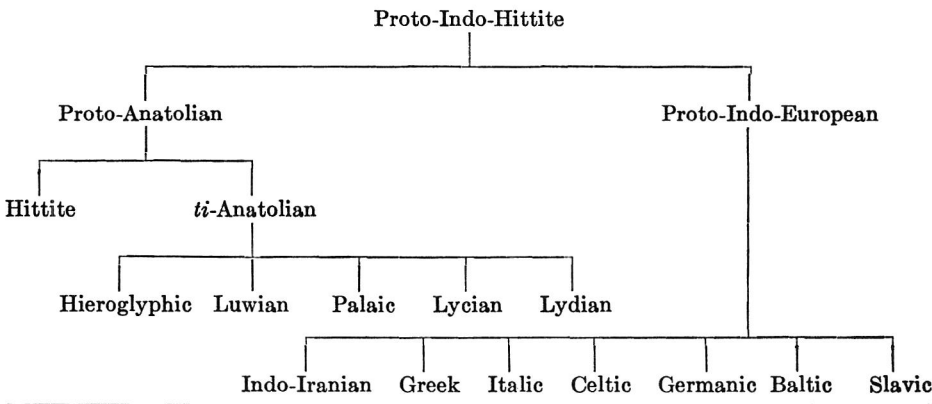 Proto-Indo-Hittite
Proto-Anatolian Proto-Indo-European
Hittite ti-Anatolian
Hieroglyphic Luwian Palaic Lycian Lydian
Indo-Iranian Greek Italic Celtic Germanic Baltic Slavic